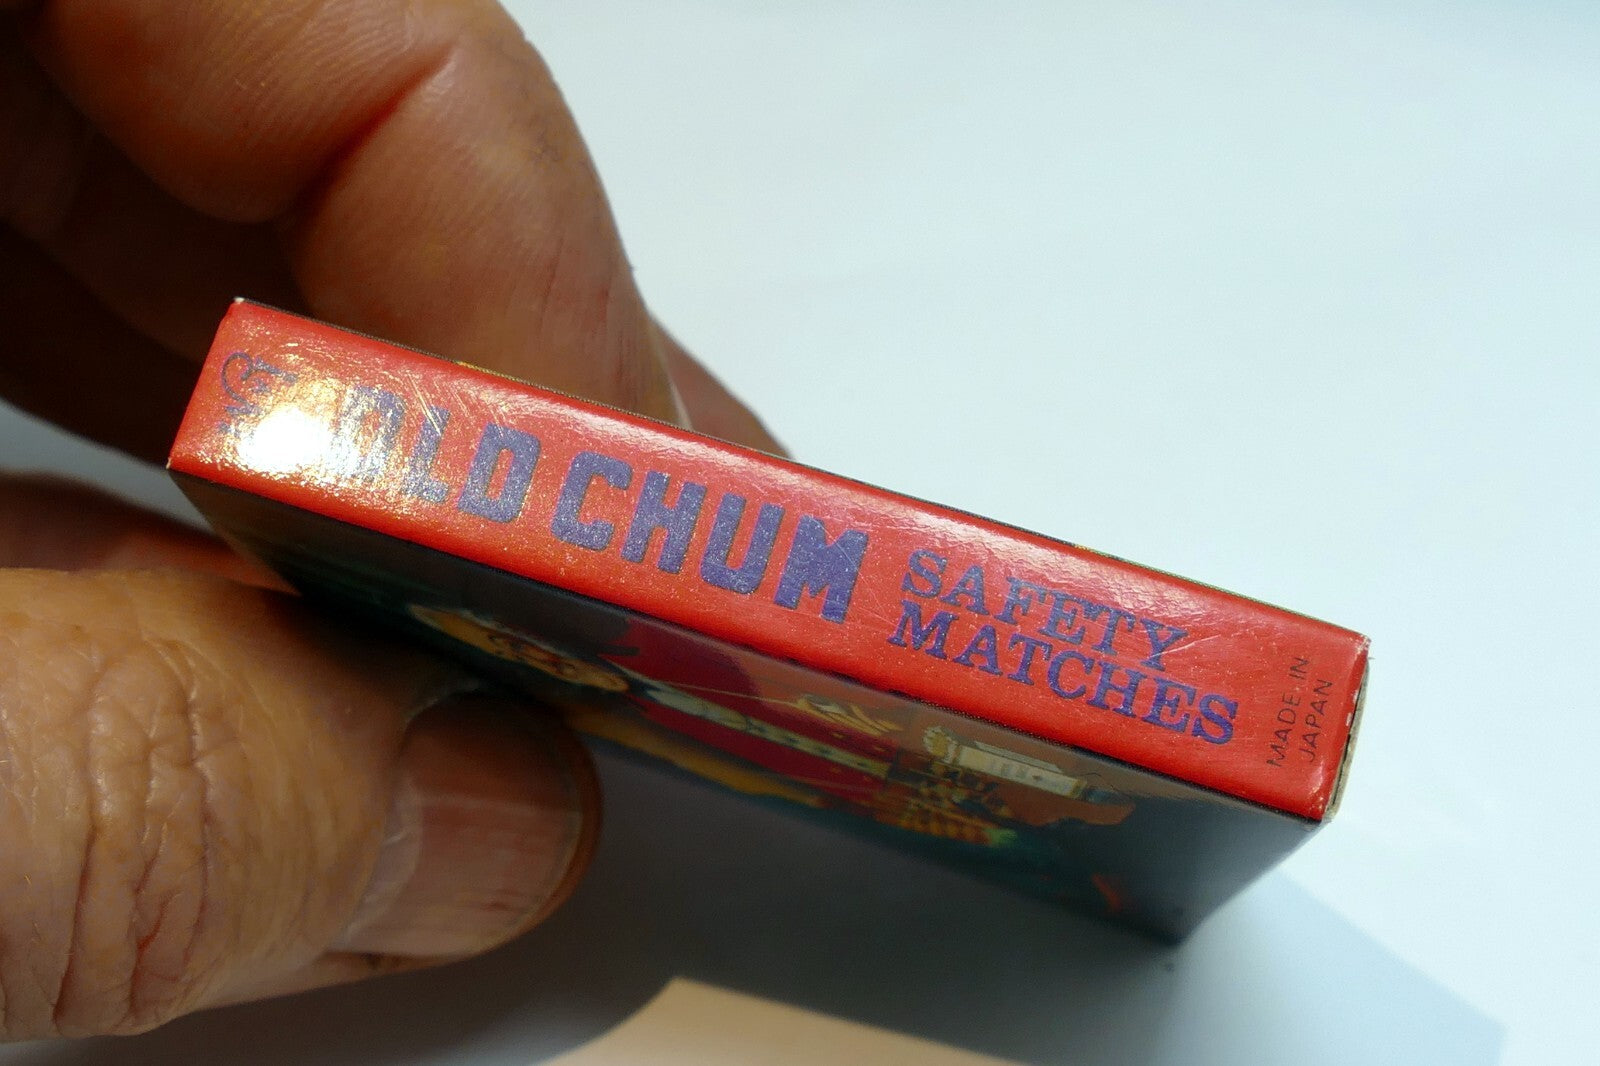 OLD CHUM
SAFETY
MATCHES
MADE IN
JAPAN